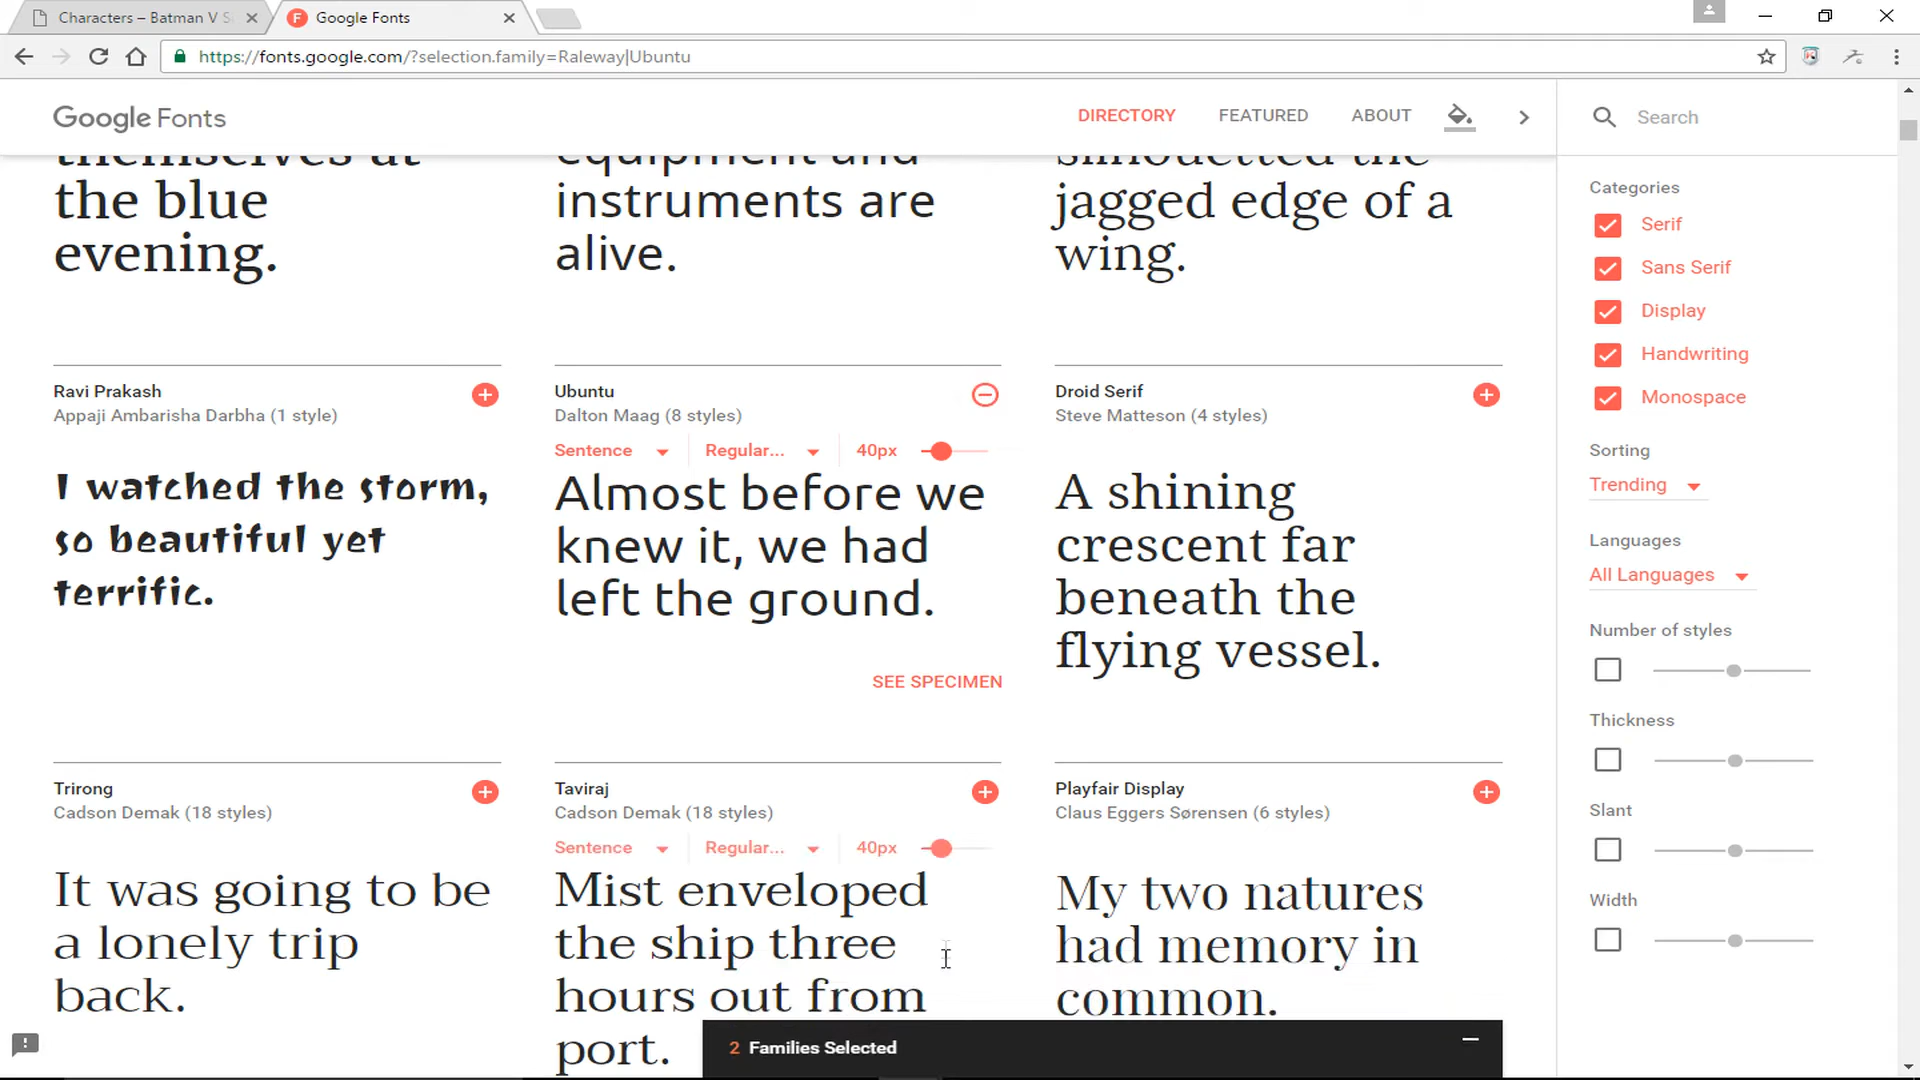 Characters – Batman V S
Google Fonts
https://fonts.google.com/?selection.family=Raleway|Ubuntu
Google Fonts
DIRECTORY
FEATURED
ABOUT
Search
themselves at
the blue
evening.
equipment and
instruments are
alive.
silhouetted the
jagged edge of a
wing.
Ravi Prakash
Appaji Ambarisha Darbha (1 style)
I watched the storm,
so beautiful yet
terrific.
Ubuntu
Dalton Maag (8 styles)
Sentence Regular... 40px
Almost before we
knew it, we had
left the ground.
SEE SPECIMEN
Droid Serif
Steve Matteson (4 styles)
A shining
crescent far
beneath the
flying vessel.
Trirong
Cadson Demak (18 styles)
It was going to be
a lonely trip
back.
Taviraj
Cadson Demak (18 styles)
Sentence Regular... 40px
Mist enveloped
the ship three
hours out from
port.
Playfair Display
Claus Eggers Sørensen (6 styles)
My two natures
had memory in
common.
2 Families Selected
Categories
Serif
Sans Serif
Display
Handwriting
Monospace
Sorting
Trending
Languages
All Languages
Number of styles
Thickness
Slant
Width